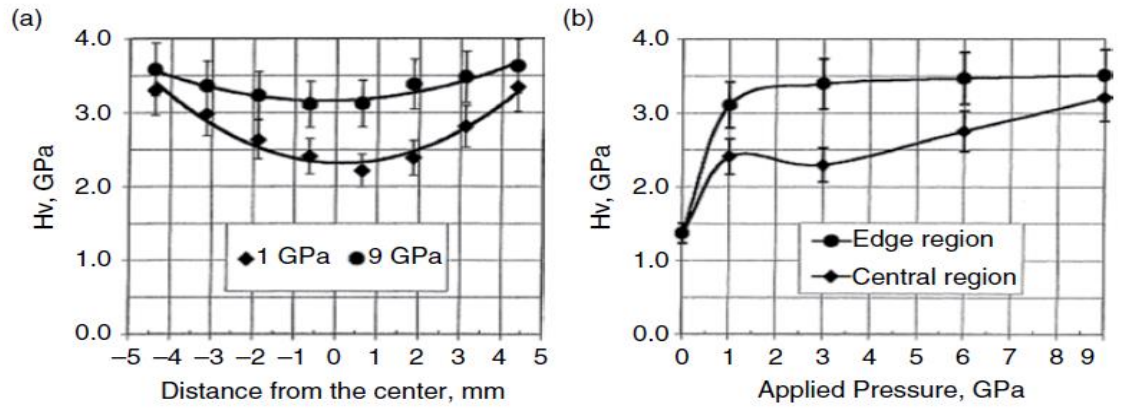 (a)
4.0
3.0
2.0
1.0
0.0
Hv, GPa
1 GPa 9 GPa
–5 –4 –3 –2 –1 0 1 2 3 4 5
Distance from the center, mm
(b)
4.0
3.0
2.0
1.0
0.0
Hv, GPa
Edge region
Central region
0 1 2 3 4 5 6 7 8 9
Applied Pressure, GPa